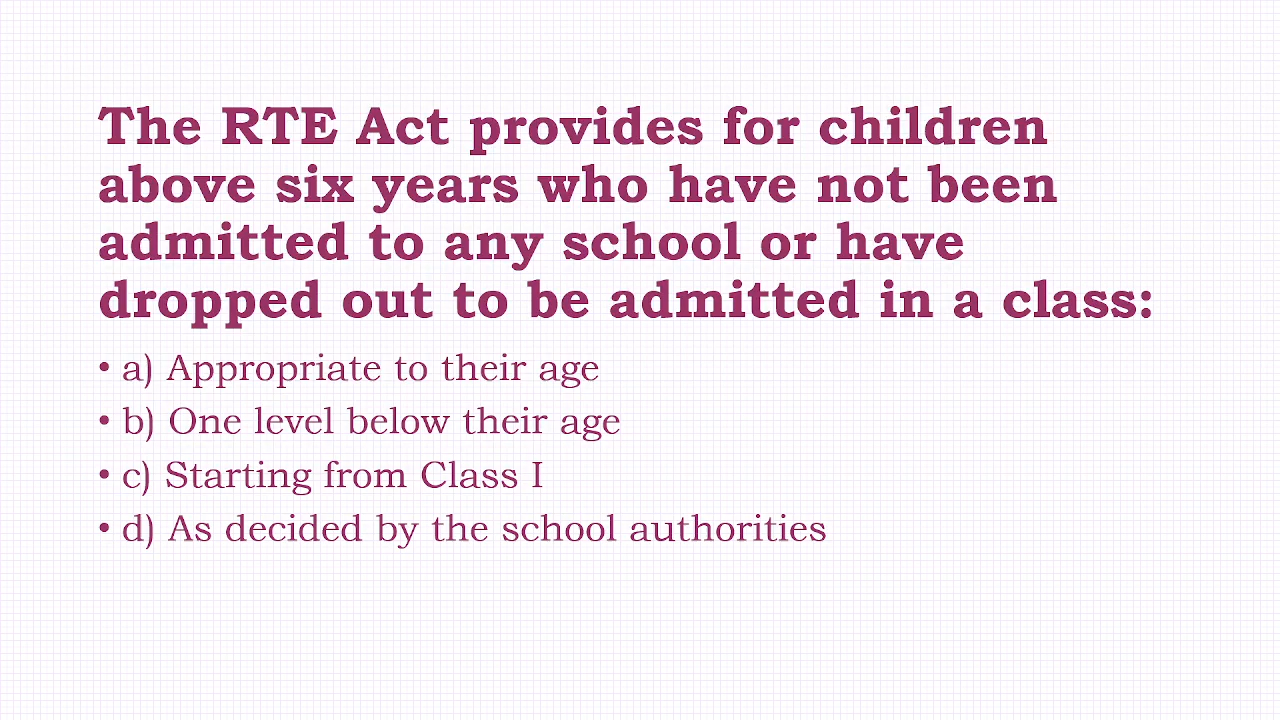 The RTE Act provides for children
above six years who have not been
admitted to any school or have
dropped out to be admitted in a class:
• a) Appropriate to their age
• b) One level below their age
• c) Starting from Class I
• d) As decided by the school authorities